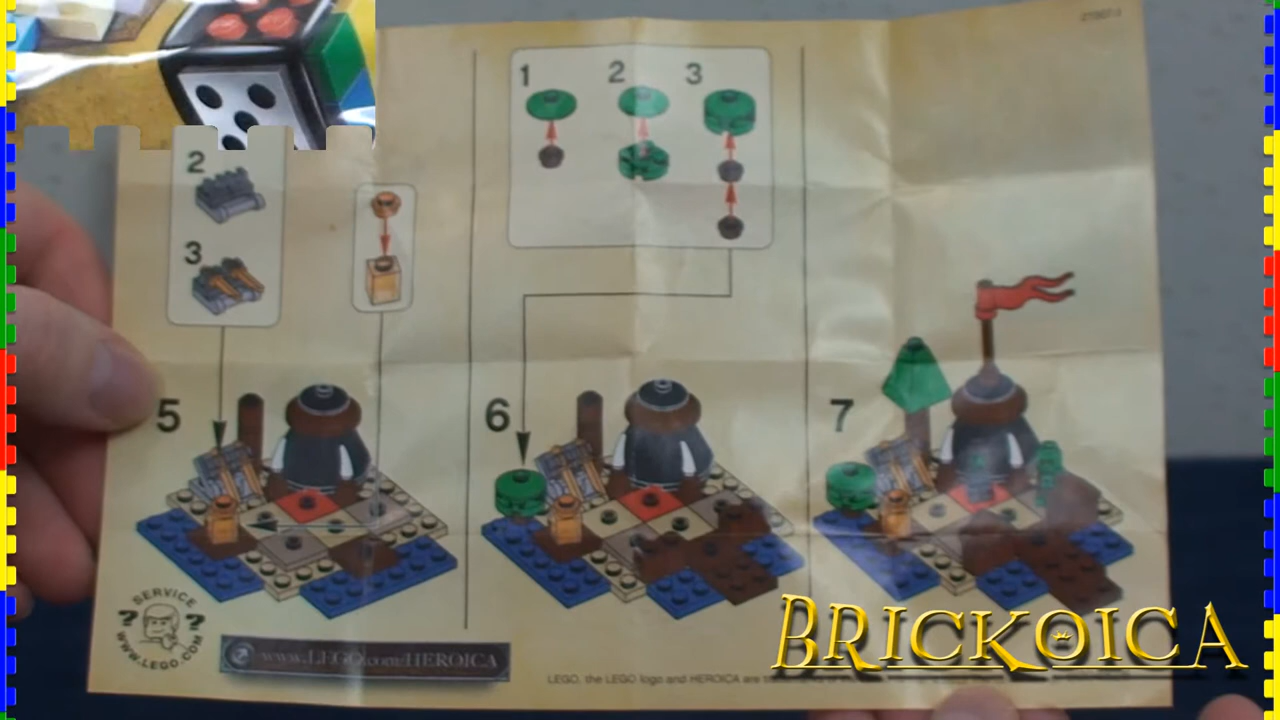 1 2 3
2
3
5
6
7
SERVICE
? ?
WWW.LEGO.COM
www.LEGO.com/HEROICA
LEGO, the LEGO logo and HEROICA are
BRICKOICA